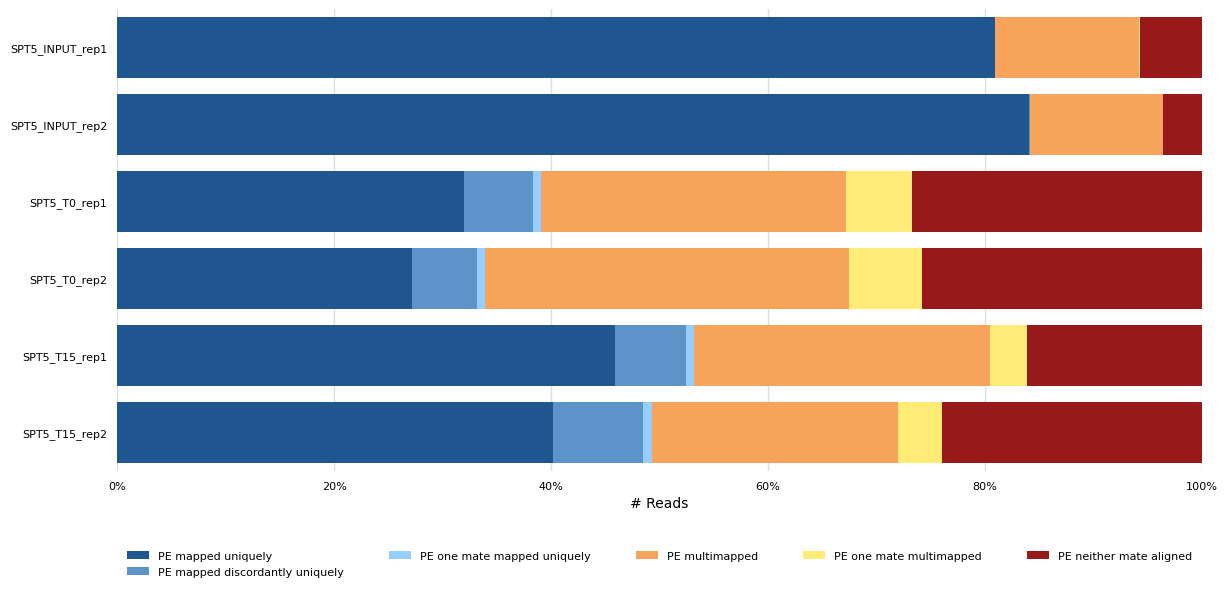 SPT5_INPUT_rep1
SPT5_INPUT_rep2
SPT5_T0_rep1
SPT5_T0_rep2
SPT5_T15_rep1
SPT5_T15_rep2
0% 20% 40% 60% 80% 100%
# Reads
PE mapped uniquely PE one mate mapped uniquely PE multimapped PE one mate multimapped PE neither mate aligned
PE mapped discordantly uniquely